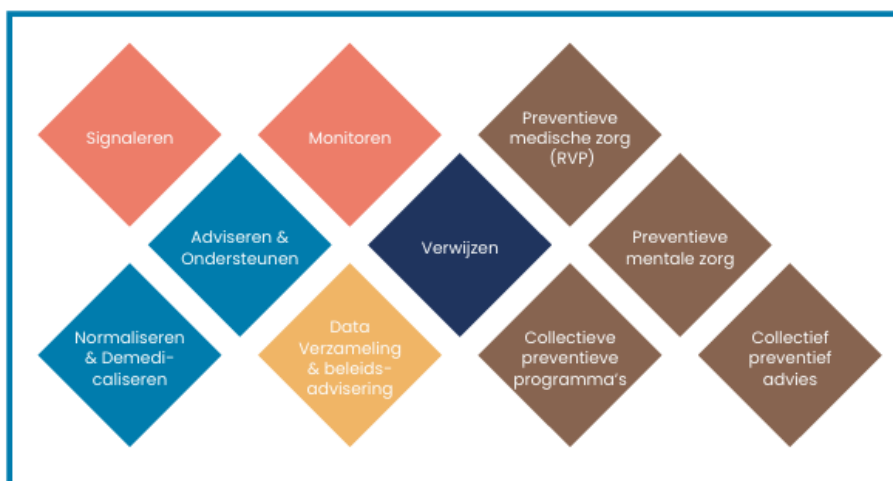 Signaleren
Monitoren
Preventieve
medische zorg
(RVP)
Adviseren &
Ondersteunen
Verwijzen
Preventieve
mentale zorg
Normaliseren
& Demedi-
caliseren
Data
Verzameling
& beleids-
advisering
Collectieve
preventieve
programma's
Collectief
preventief
advies